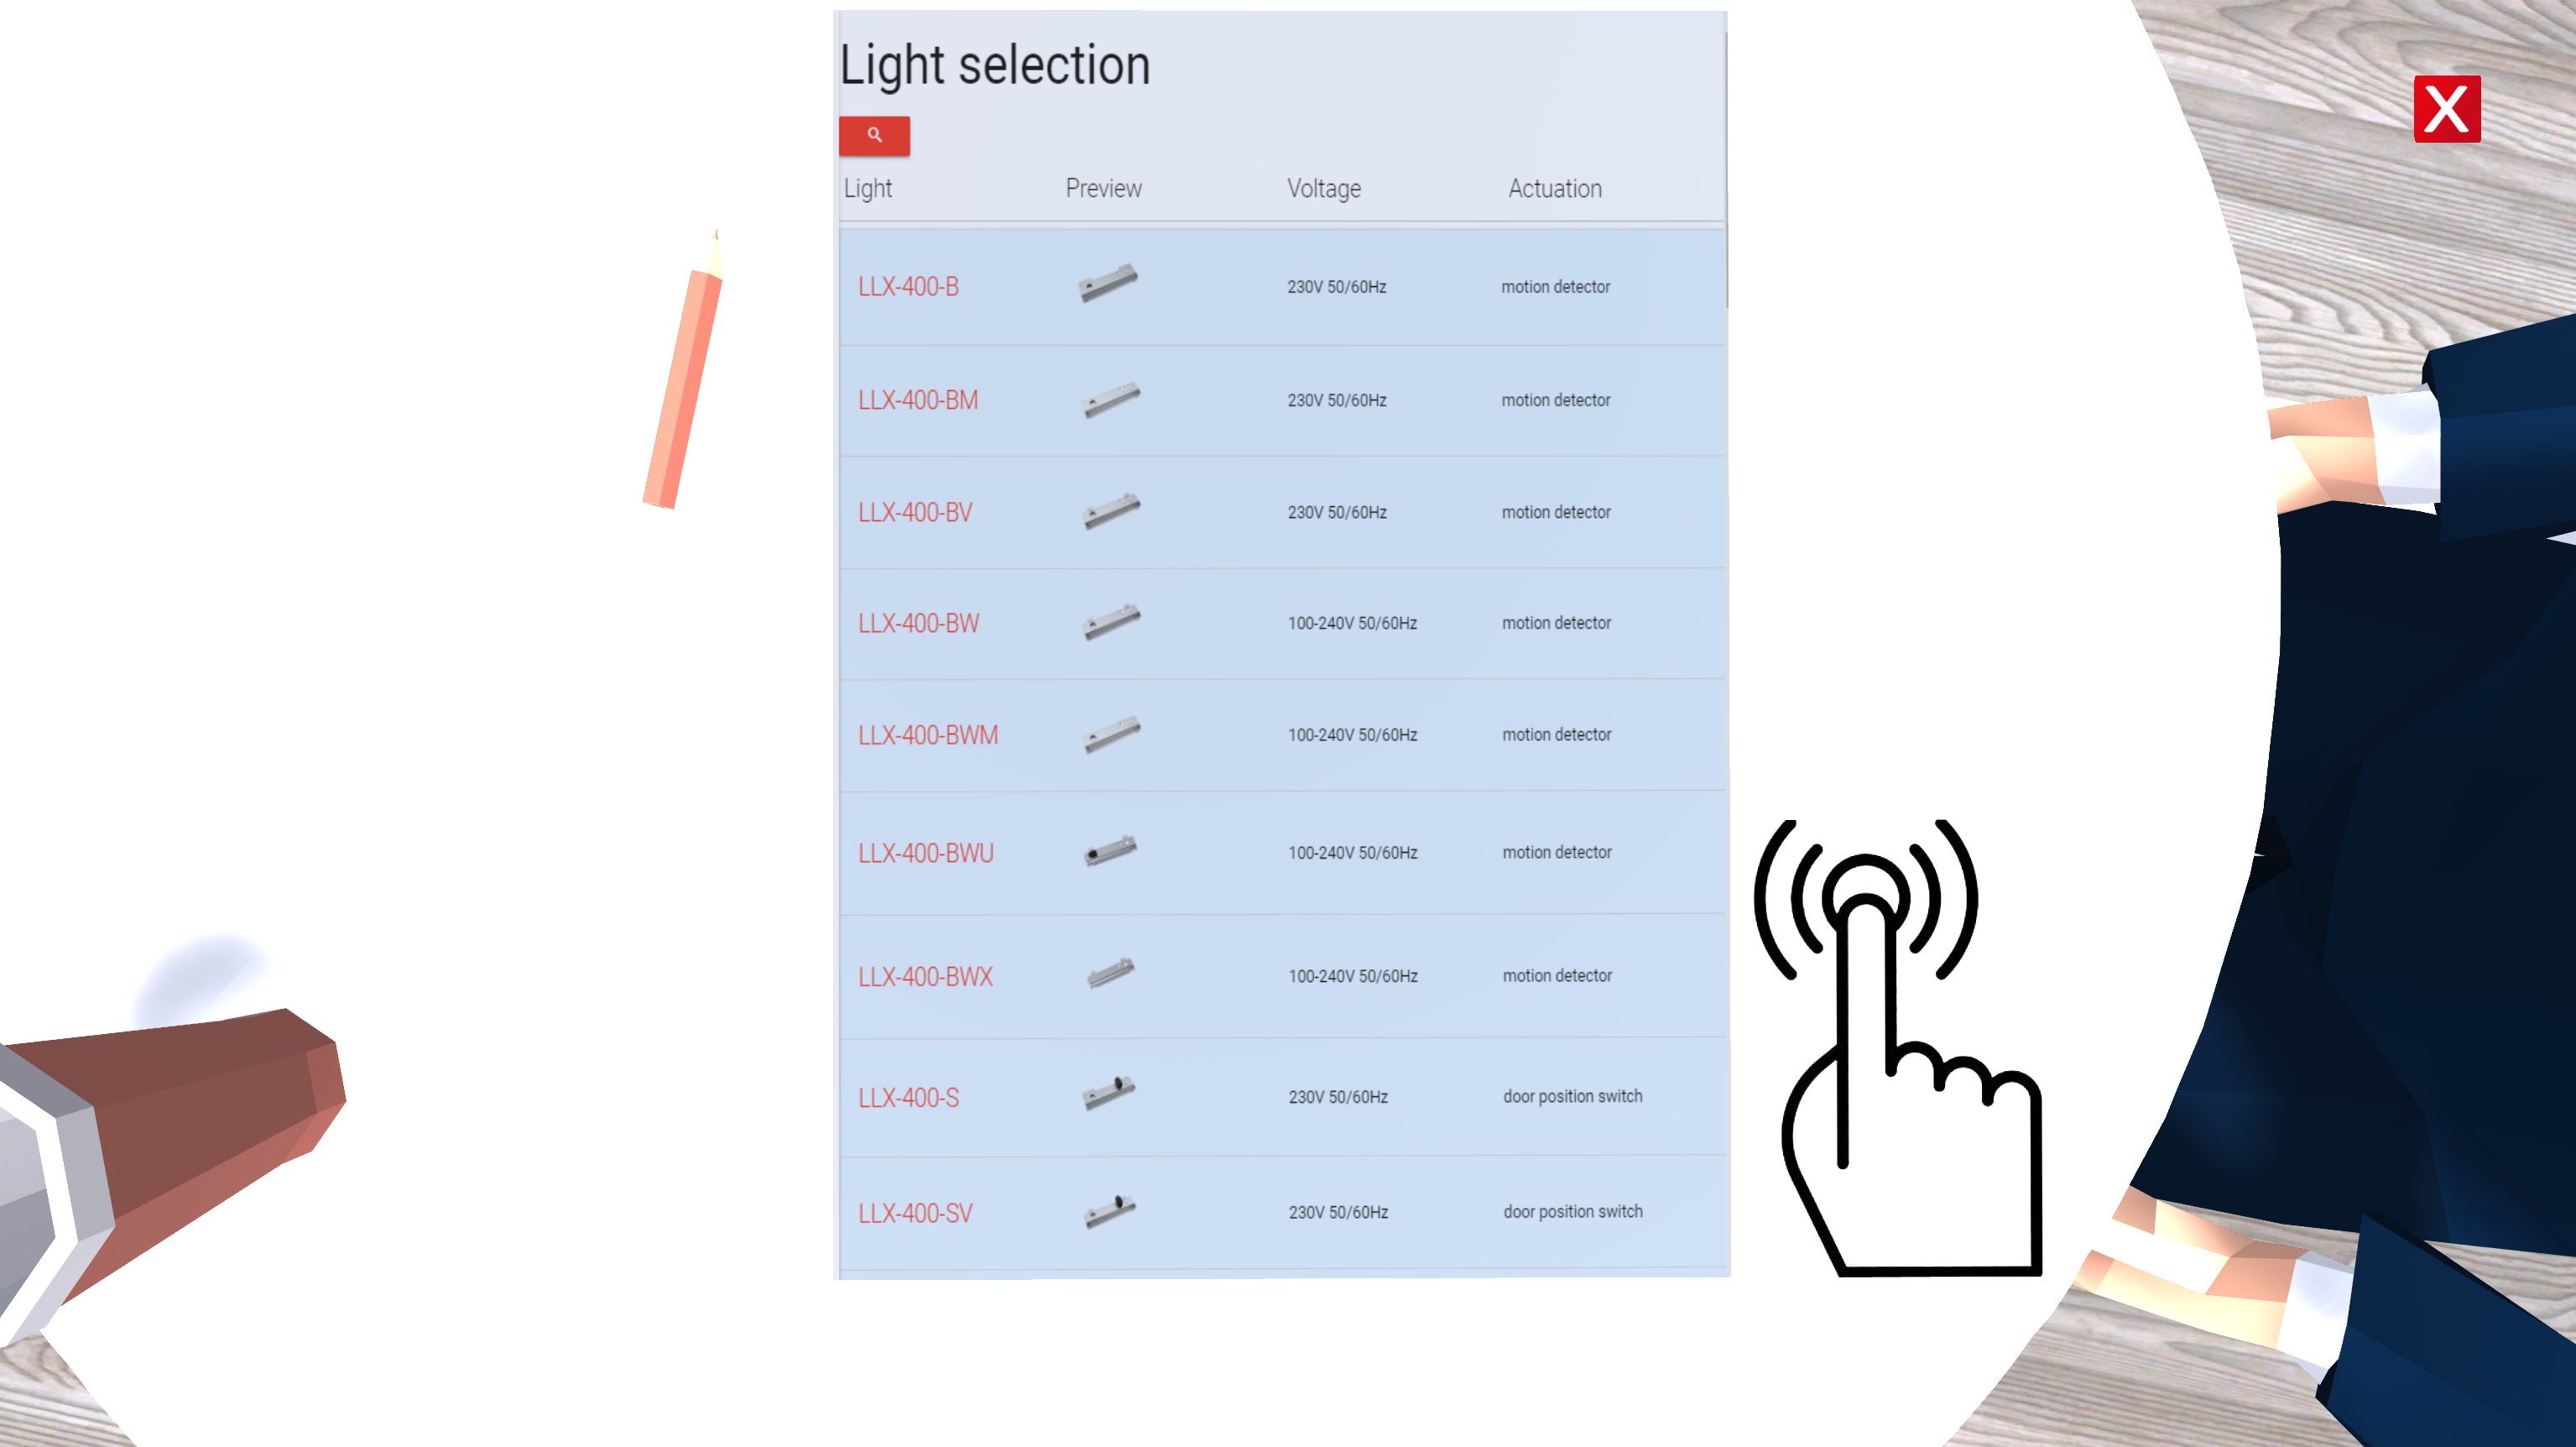 Light selection
X
Light Preview Voltage Actuation
LLX-400-B 230V 50/60Hz motion detector
LLX-400-BM 230V 50/60Hz motion detector
LLX-400-BV 230V 50/60Hz motion detector
LLX-400-BW 100-240V 50/60Hz motion detector
LLX-400-BWM 100-240V 50/60Hz motion detector
LLX-400-BWU 100-240V 50/60Hz motion detector
LLX-400-BWX 100-240V 50/60Hz motion detector
LLX-400-S 230V 50/60Hz door position switch
LLX-400-SV 230V 50/60Hz door position switch